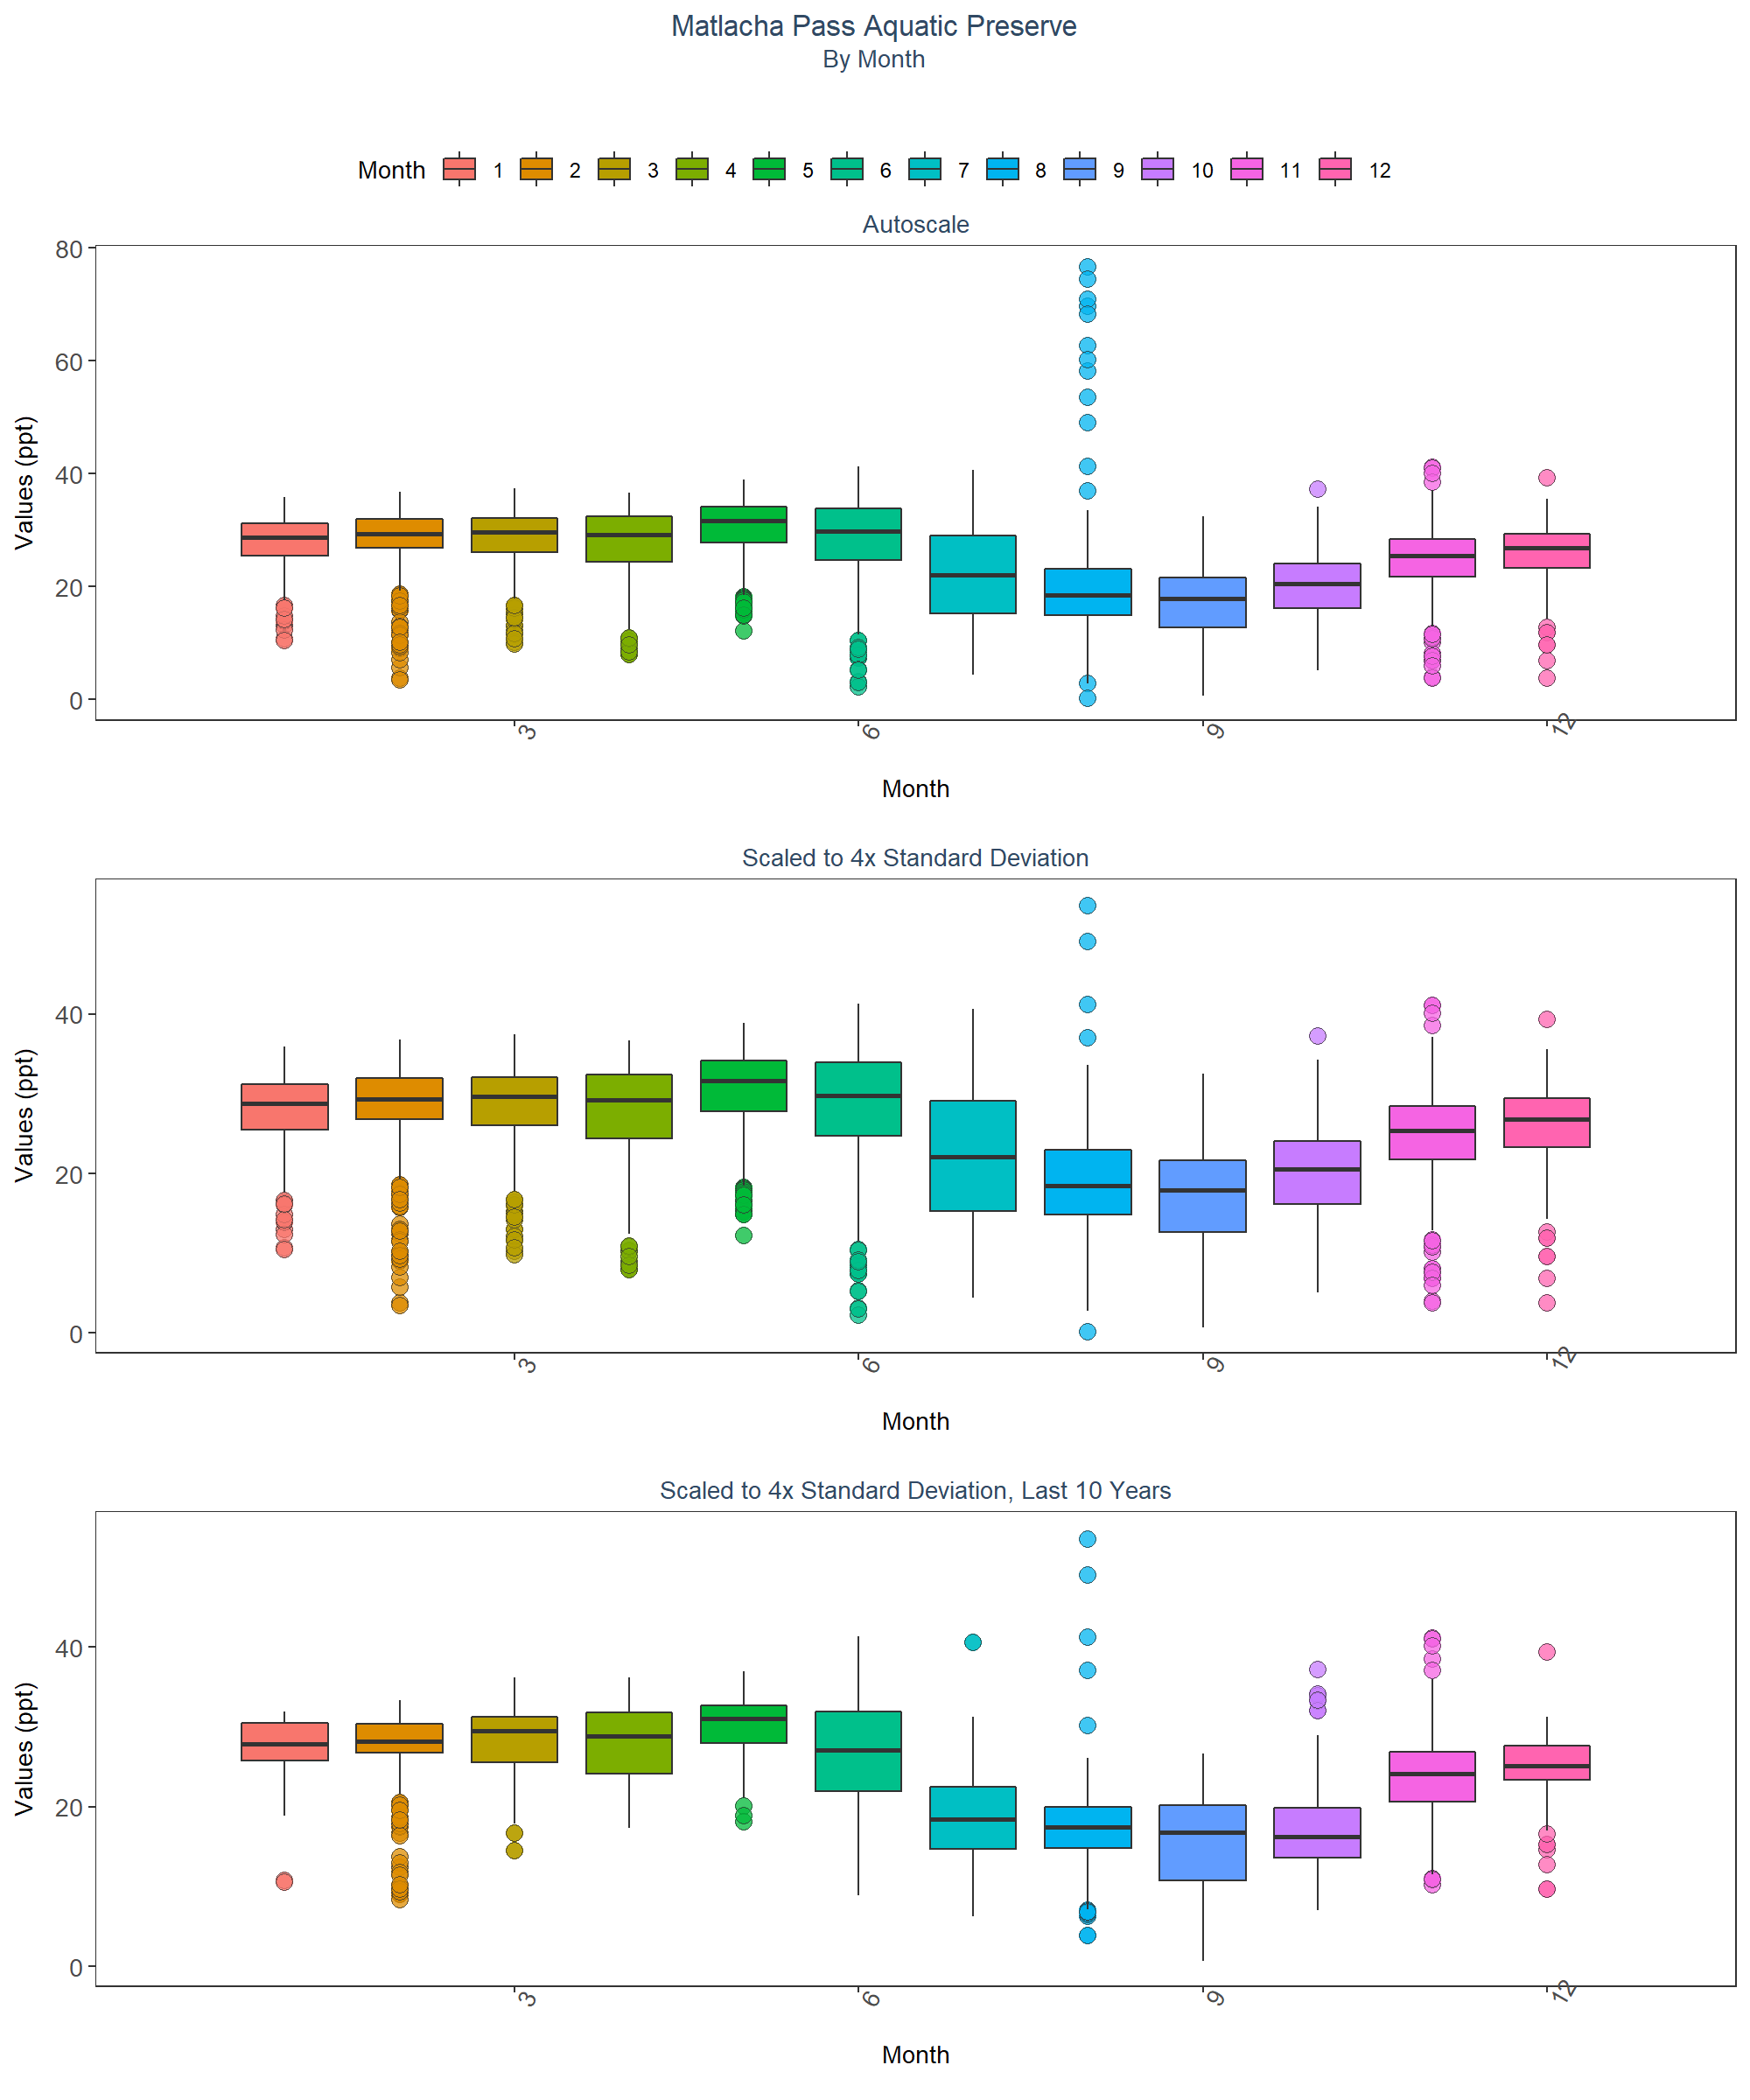 Matlacha Pass Aquatic Preserve
By Month
Month 1 2 3 4 5 6 7 8 9 10 11 12
Autoscale
Values (ppt)
80
60
40
20
0
3 6 9 12
Month
Scaled to 4x Standard Deviation
Values (ppt)
40
20
0
3 6 9 12
Month
Scaled to 4x Standard Deviation, Last 10 Years
Values (ppt)
40
20
0
3 6 9 12
Month